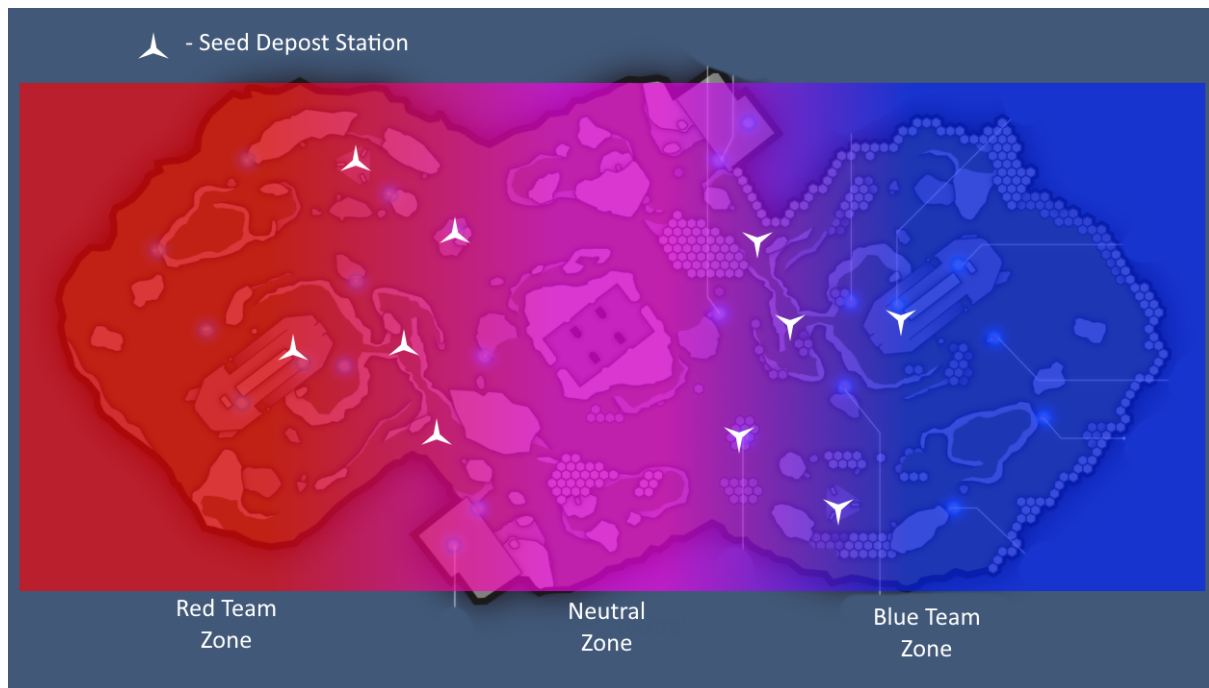 - Seed Depost Station
Red Team
Zone
Neutral
Zone
Blue Team
Zone